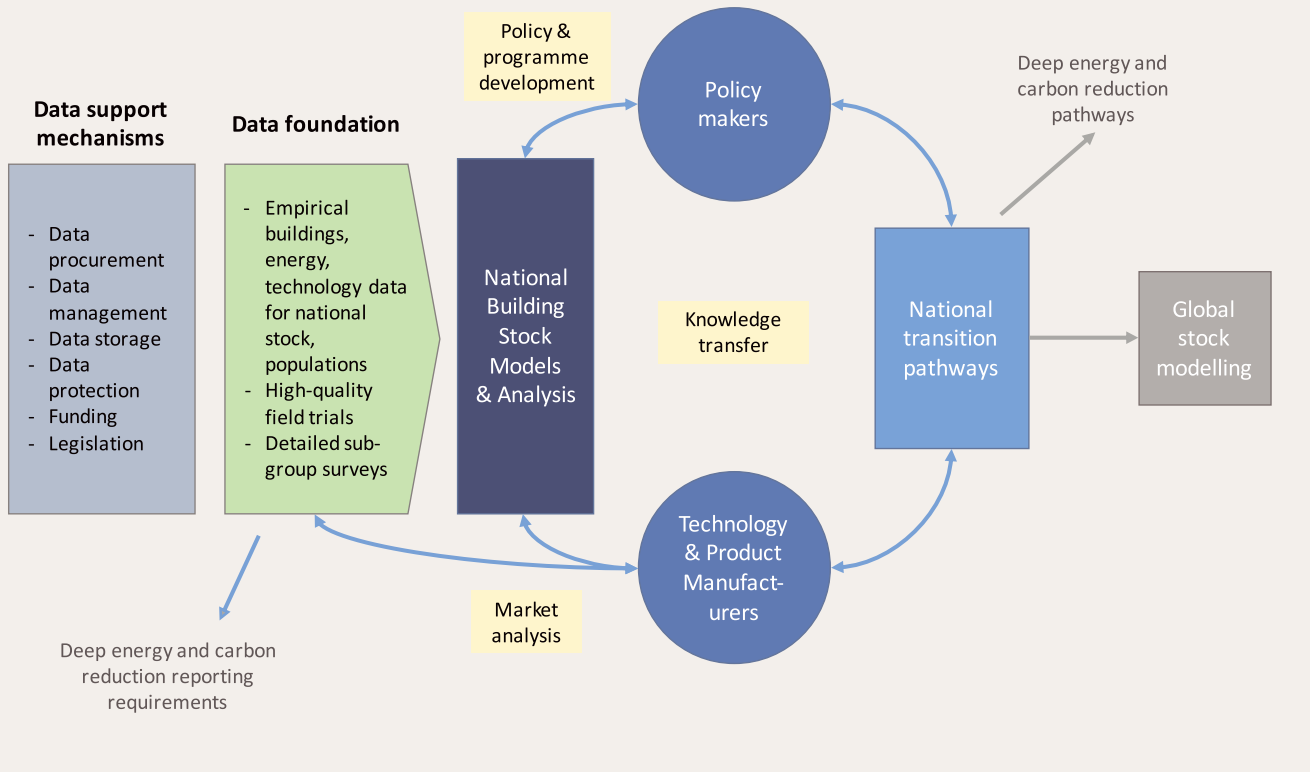 Data support
mechanisms
- Data
procurement
- Data
management
- Data storage
- Data
protection
- Funding
- Legislation
Data foundation
- Empirical
buildings,
energy,
technology data
for national
stock,
populations
- High-quality
field trials
- Detailed sub-
group surveys
Deep energy and carbon
reduction reporting
requirements
Policy &
programme
development
National
Building
Stock
Models
& Analysis
Market
analysis
Policy
makers
Knowledge
transfer
Technology
& Product
Manufact-
urers
National
transition
pathways
Deep energy and
carbon reduction
pathways
Global
stock
modelling